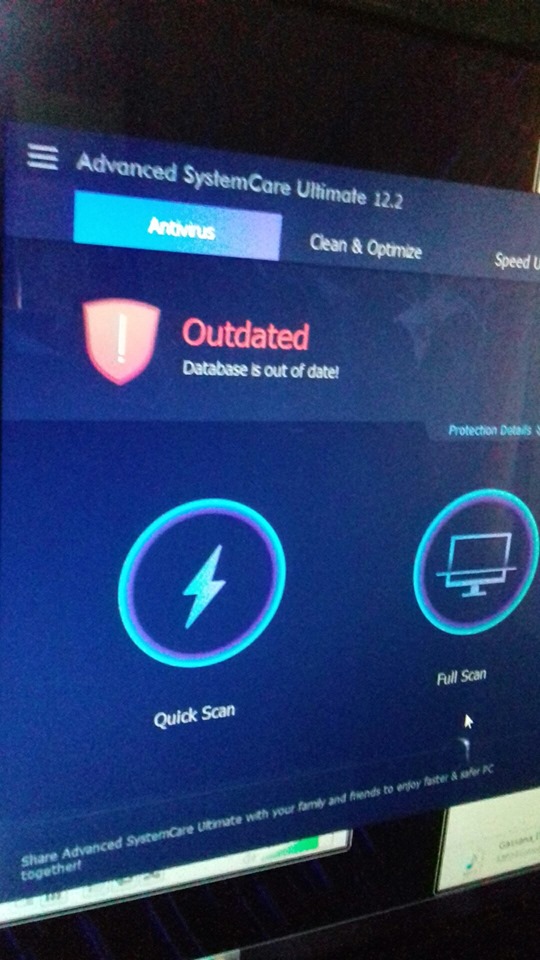 Advanced SystemCare Ultimate 12.2
Antivirus
Clean & Optimize
Speed U
Outdated
Database is out of date!
Protection Details
Quick Scan
Full Scan
Share Advanced SystemCare Ultimate with your family and friends to enjoy faster & safer PC
together!